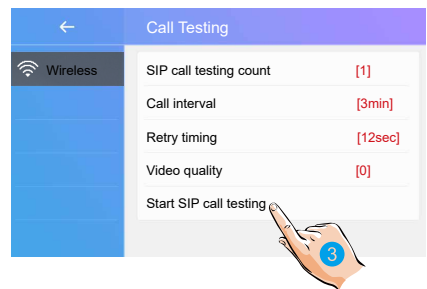 Call Testing
Wireless
SIP call testing count [1]
Call interval [3min]
Retry timing [12sec]
Video quality [0]
Start SIP call testing
3